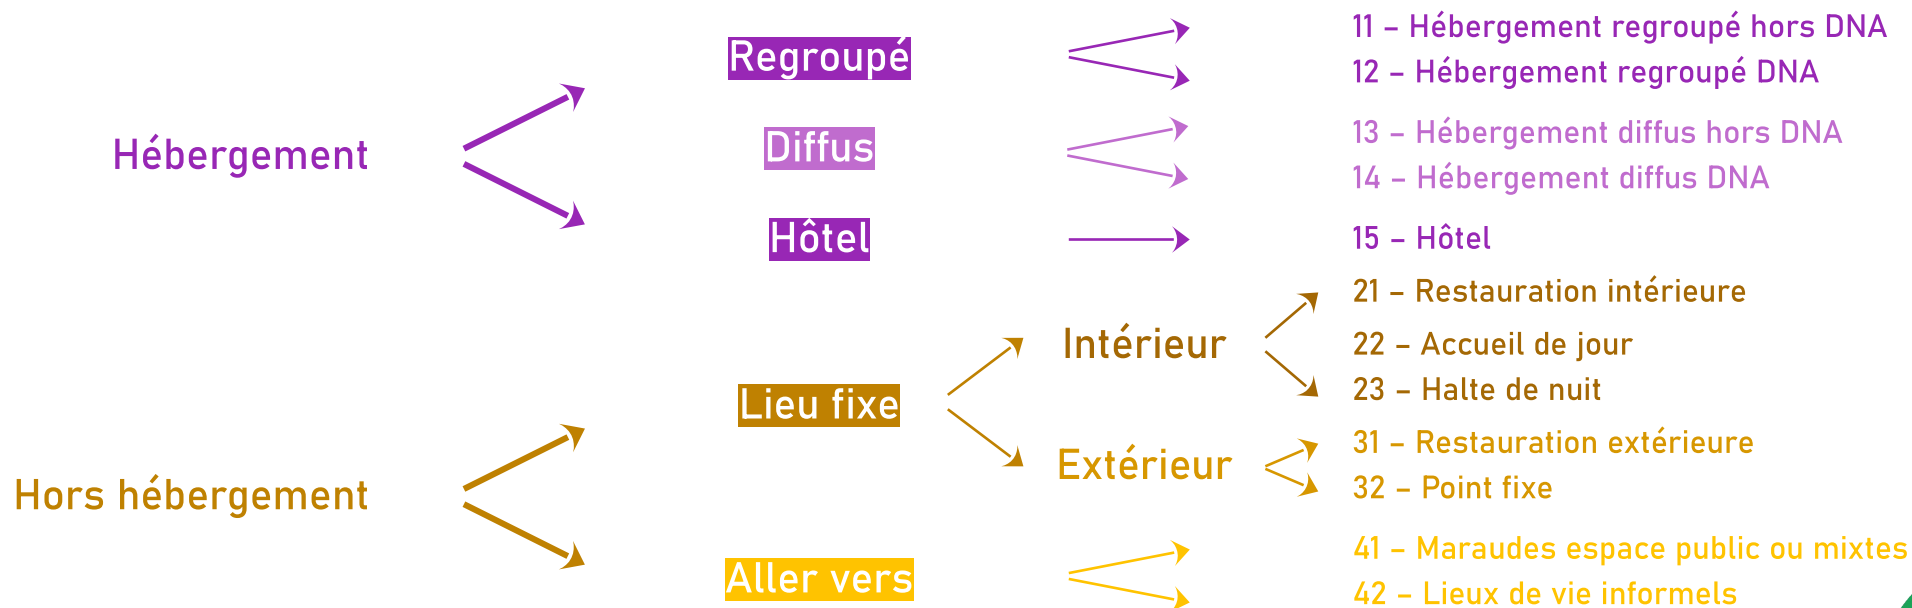 Hébergement
Regroupé
11 – Hébergement regroupé hors DNA
12 – Hébergement regroupé DNA
Diffus
13 – Hébergement diffus hors DNA
14 – Hébergement diffus DNA
Hôtel
15 – Hôtel
Hors hébergement
Lieu fixe
Intérieur
21 – Restauration intérieure
22 – Accueil de jour
23 – Halte de nuit
Extérieur
31 – Restauration extérieure
32 – Point fixe
Aller vers
41 – Maraudes espace public ou mixtes
42 – Lieux de vie informels